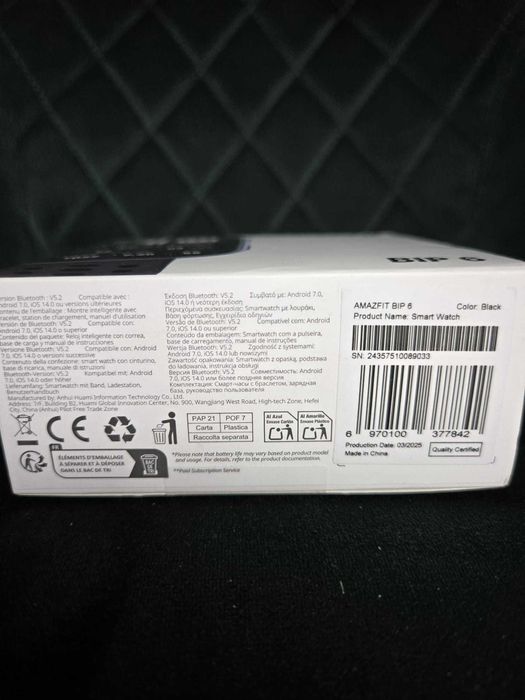 BIP 6
Version Bluetooth: V5.2 Compatible avec :
Android 7.0, iOS 14.0 ou versions ultérieures
Contenu de l'emballage : Montre intelligente avec
bracelet, station de chargement, manuel d'utilisation
Versión de Bluetooth: V5.2 Compatible con:
Android 7.0, iOS 14.0 o superior
Contenido del paquete: Reloj inteligente con correa,
base de carga y manual de instrucciones
Versione Bluetooth: V5.2 Compatibile con: Android
7.0, iOS 14.0 o versioni successive
Contenuto della confezione: smart watch con cinturino,
base di ricarica, manuale di istruzioni
Bluetooth-Version: V5.2 Kompatibel mit: Android
7.0, iOS 14.0 oder höher
Lieferumfang: Smartwatch mit Band, Ladestation,
Benutzerhandbuch
Έκδοση Bluetooth: V5.2 Συμβατό με: Android 7.0,
iOS 14.0 ή νεότερη έκδοση
Περιεχόμενα συσκευασίας: Smartwatch με λουράκι,
Βάση φόρτωσης, Εγχειρίδιο οδηγιών
Versão do Bluetooth: V5.2 Compatível com: Android
7.0, iOS 14.0 ou superior
Conteúdo da embalagem: Smartwatch com a pulseira,
base de carregamento, manual de instruções
Wersja Bluetooth: V5.2 Zgodność z systemami:
Android 7.0, iOS 14.0 lub nowszymi
Zawartość opakowania: Smartwatch z opaską, podstawa
do ładowania, instrukcja obsługi
Версия Bluetooth: V5.2 Совместимость: Android
7.0, iOS 14.0 или более поздняя версия
Комплектация: Смарт-часы с браслетом, зарядная
база, руководство пользователя
Manufactured by: Anhui Huami Information Technology Co., Ltd.
Address: 7/F, Building B2, Huami Global Innovation Center, No. 900, Wangjiang West Road, High-tech Zone, Hefei
City, China (Anhui) Pilot Free Trade Zone
CE
PAP 21 POF 7
Carta Plastica
Raccolta separata
Al Azul
Envase Cartón
Al Amarillo
Envase Plástico
FR
ÉLÉMENTS D'EMBALLAGE
À SÉPARER ET À DÉPOSER
DANS LE BAC DE TRI
BAC
DE
TRI
*Please note that battery life may vary based on product model
and usage. For details, refer to the product documentation.
**Paid Subscription Service
AMAZFIT BIP 6 Color: Black
Product Name: Smart Watch
SN: 24357510089033
6 970100 377842
Production Date: 03/2025
Made in China
Quality Certified